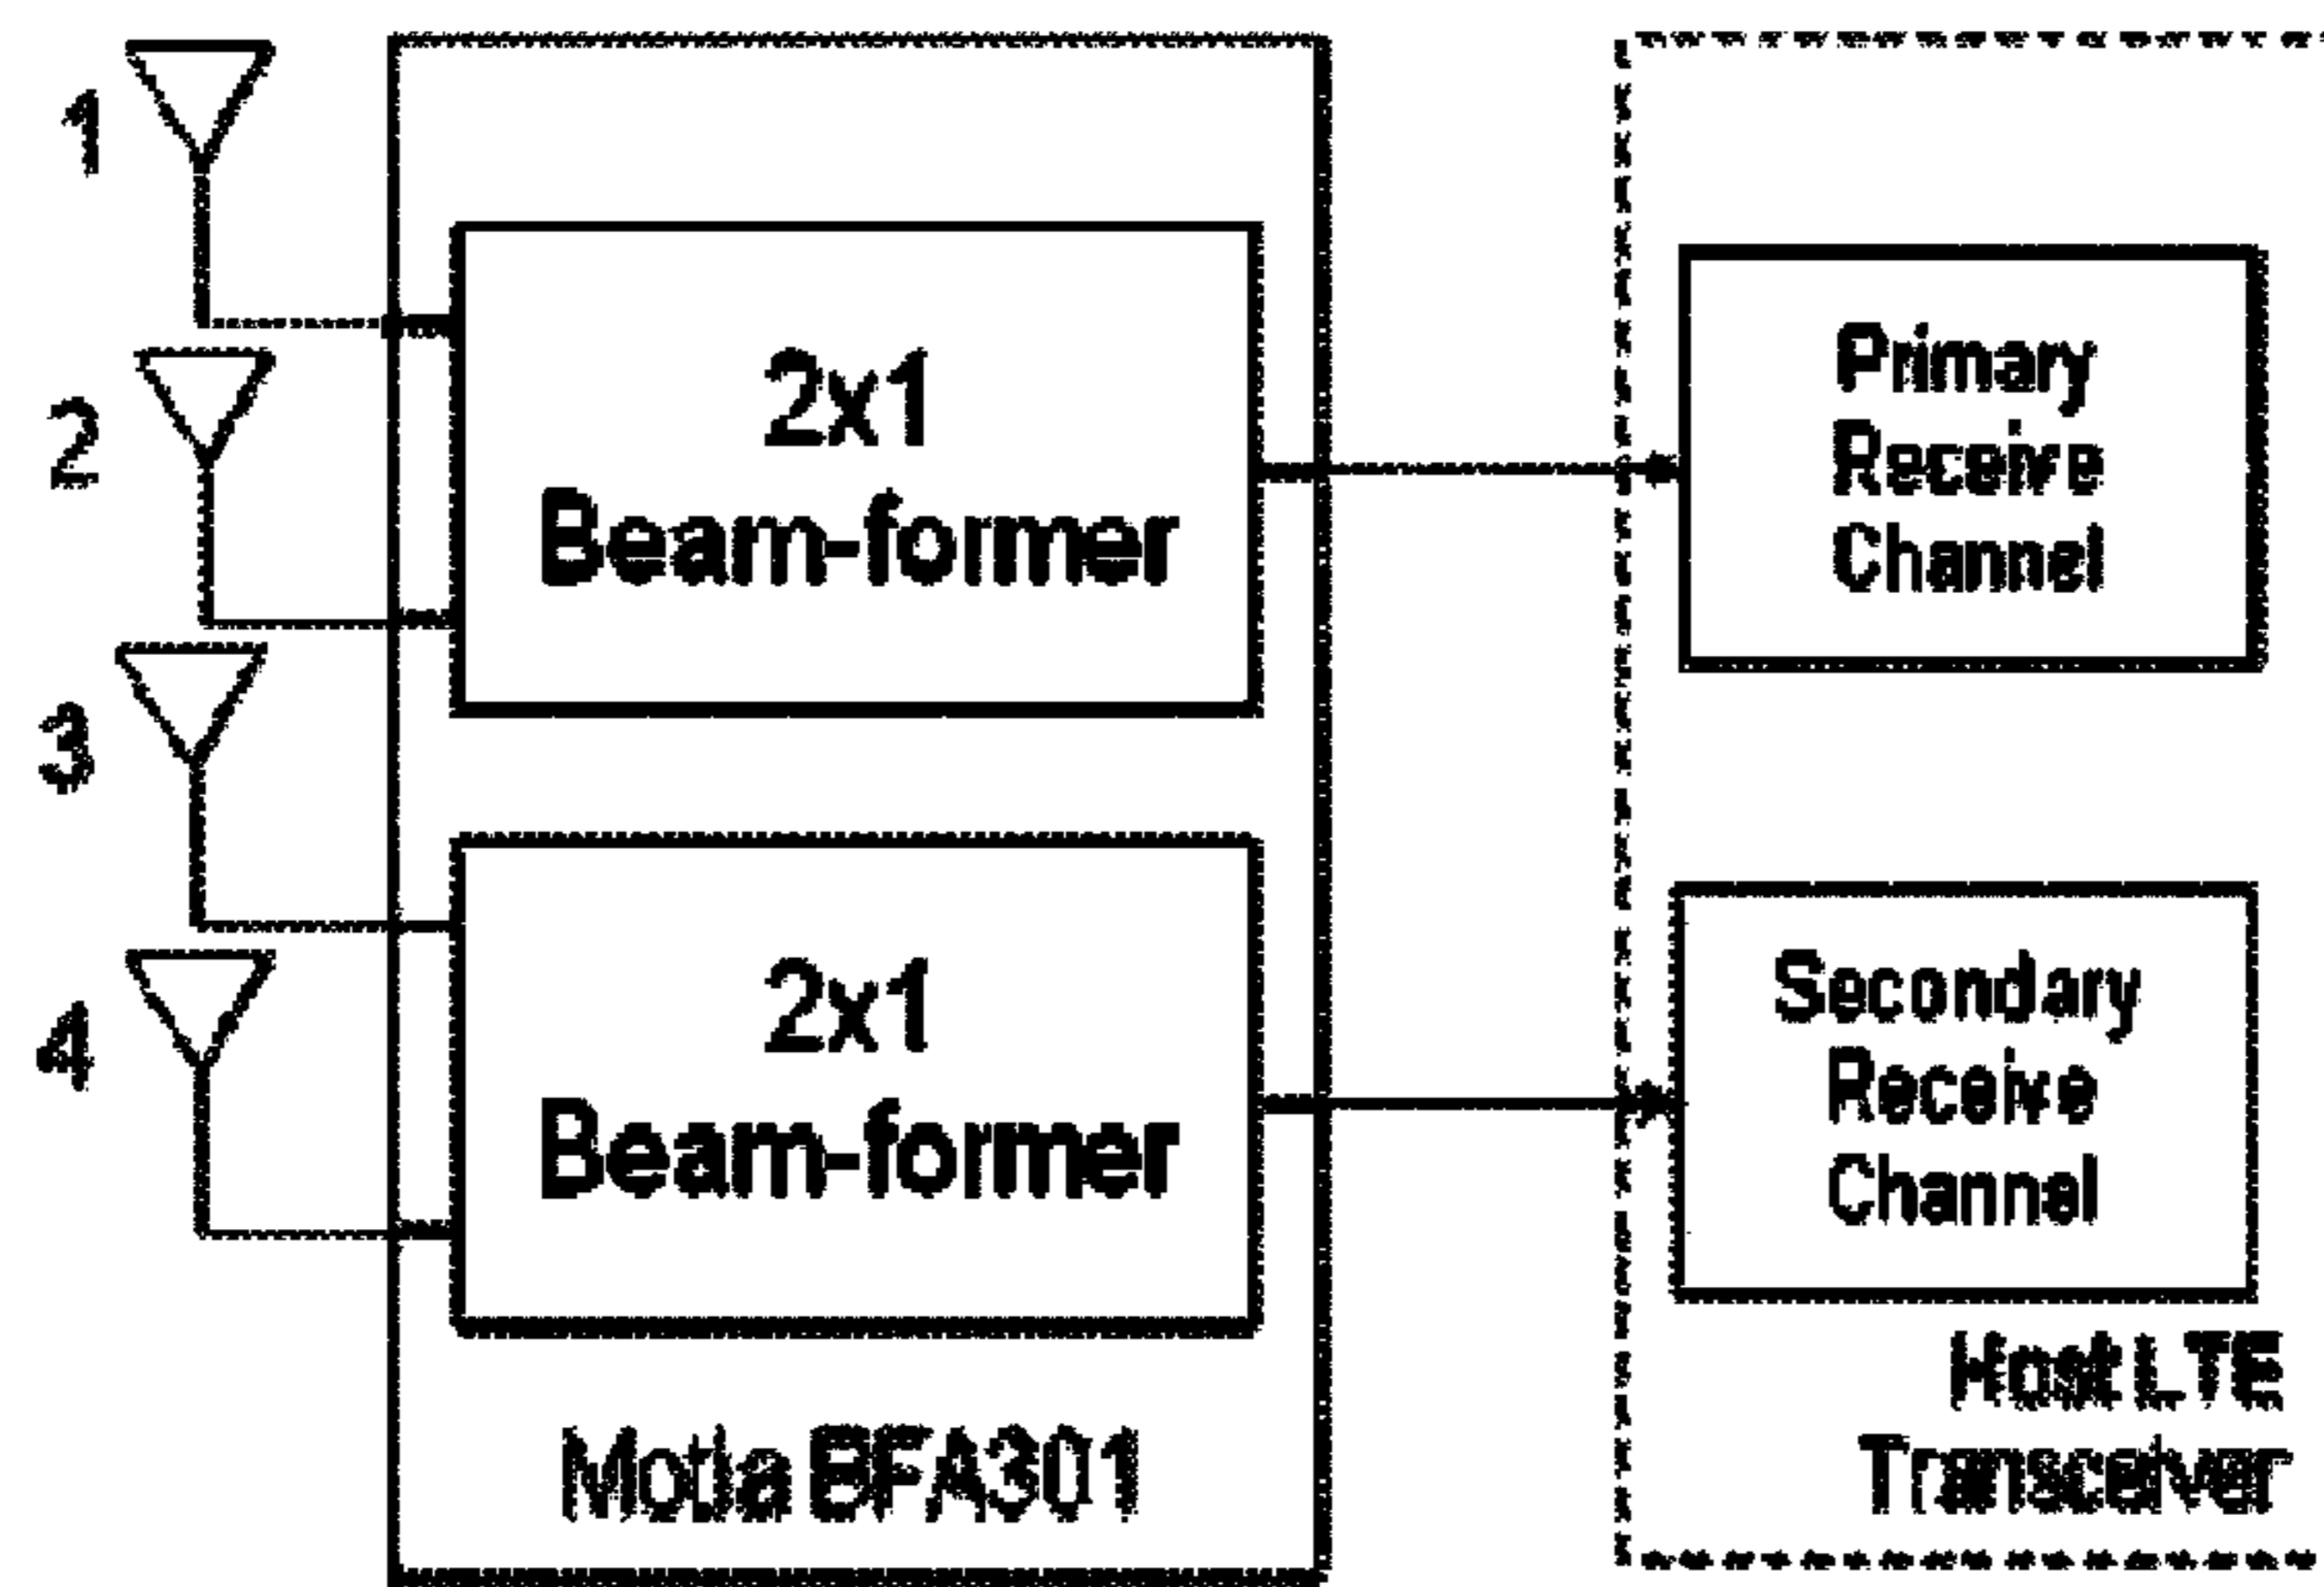 1
2
3
4
2x1
Beam-former
2x1
Beam-former
Motia BFA301
Primary
Receive
Channel
Secondary
Receive
Channel
Host LTE
Transceiver